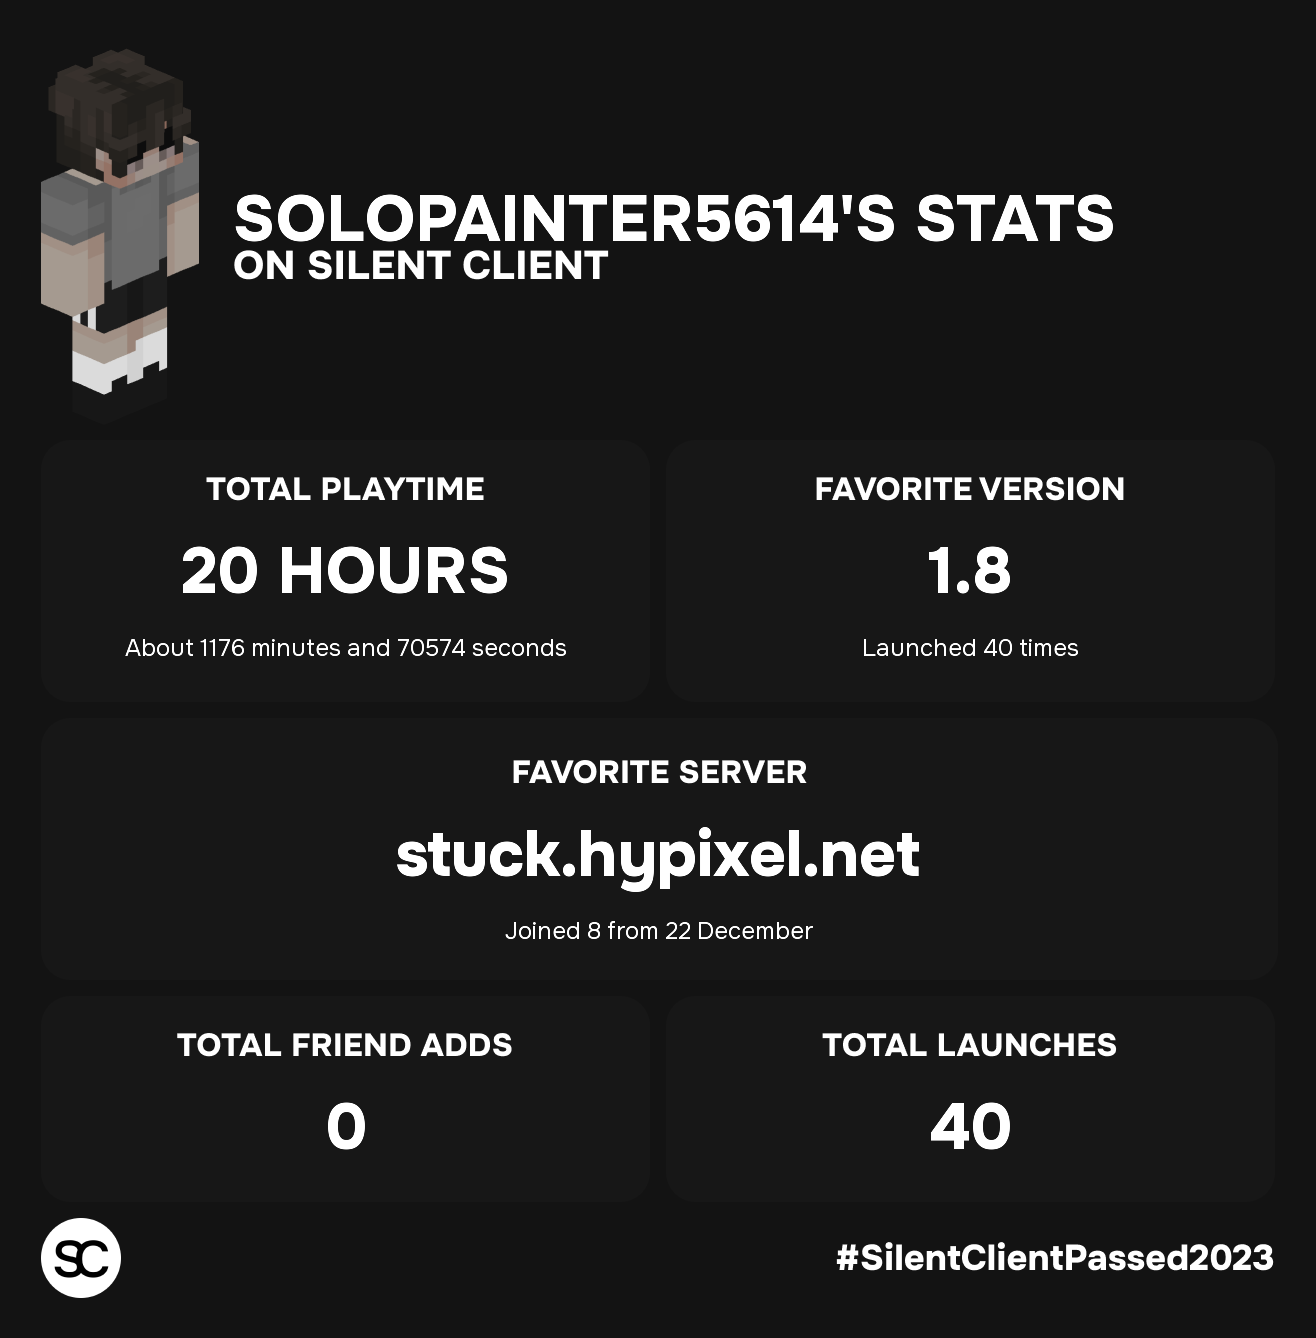 SOLOPAINTER5614'S STATS
ON SILENT CLIENT
TOTAL PLAYTIME
20 HOURS
About 1176 minutes and 70574 seconds
FAVORITE VERSION
1.8
Launched 40 times
FAVORITE SERVER
stuck.hypixel.net
Joined 8 from 22 December
TOTAL FRIEND ADDS
0
TOTAL LAUNCHES
40
SC
#SilentClientPassed2023